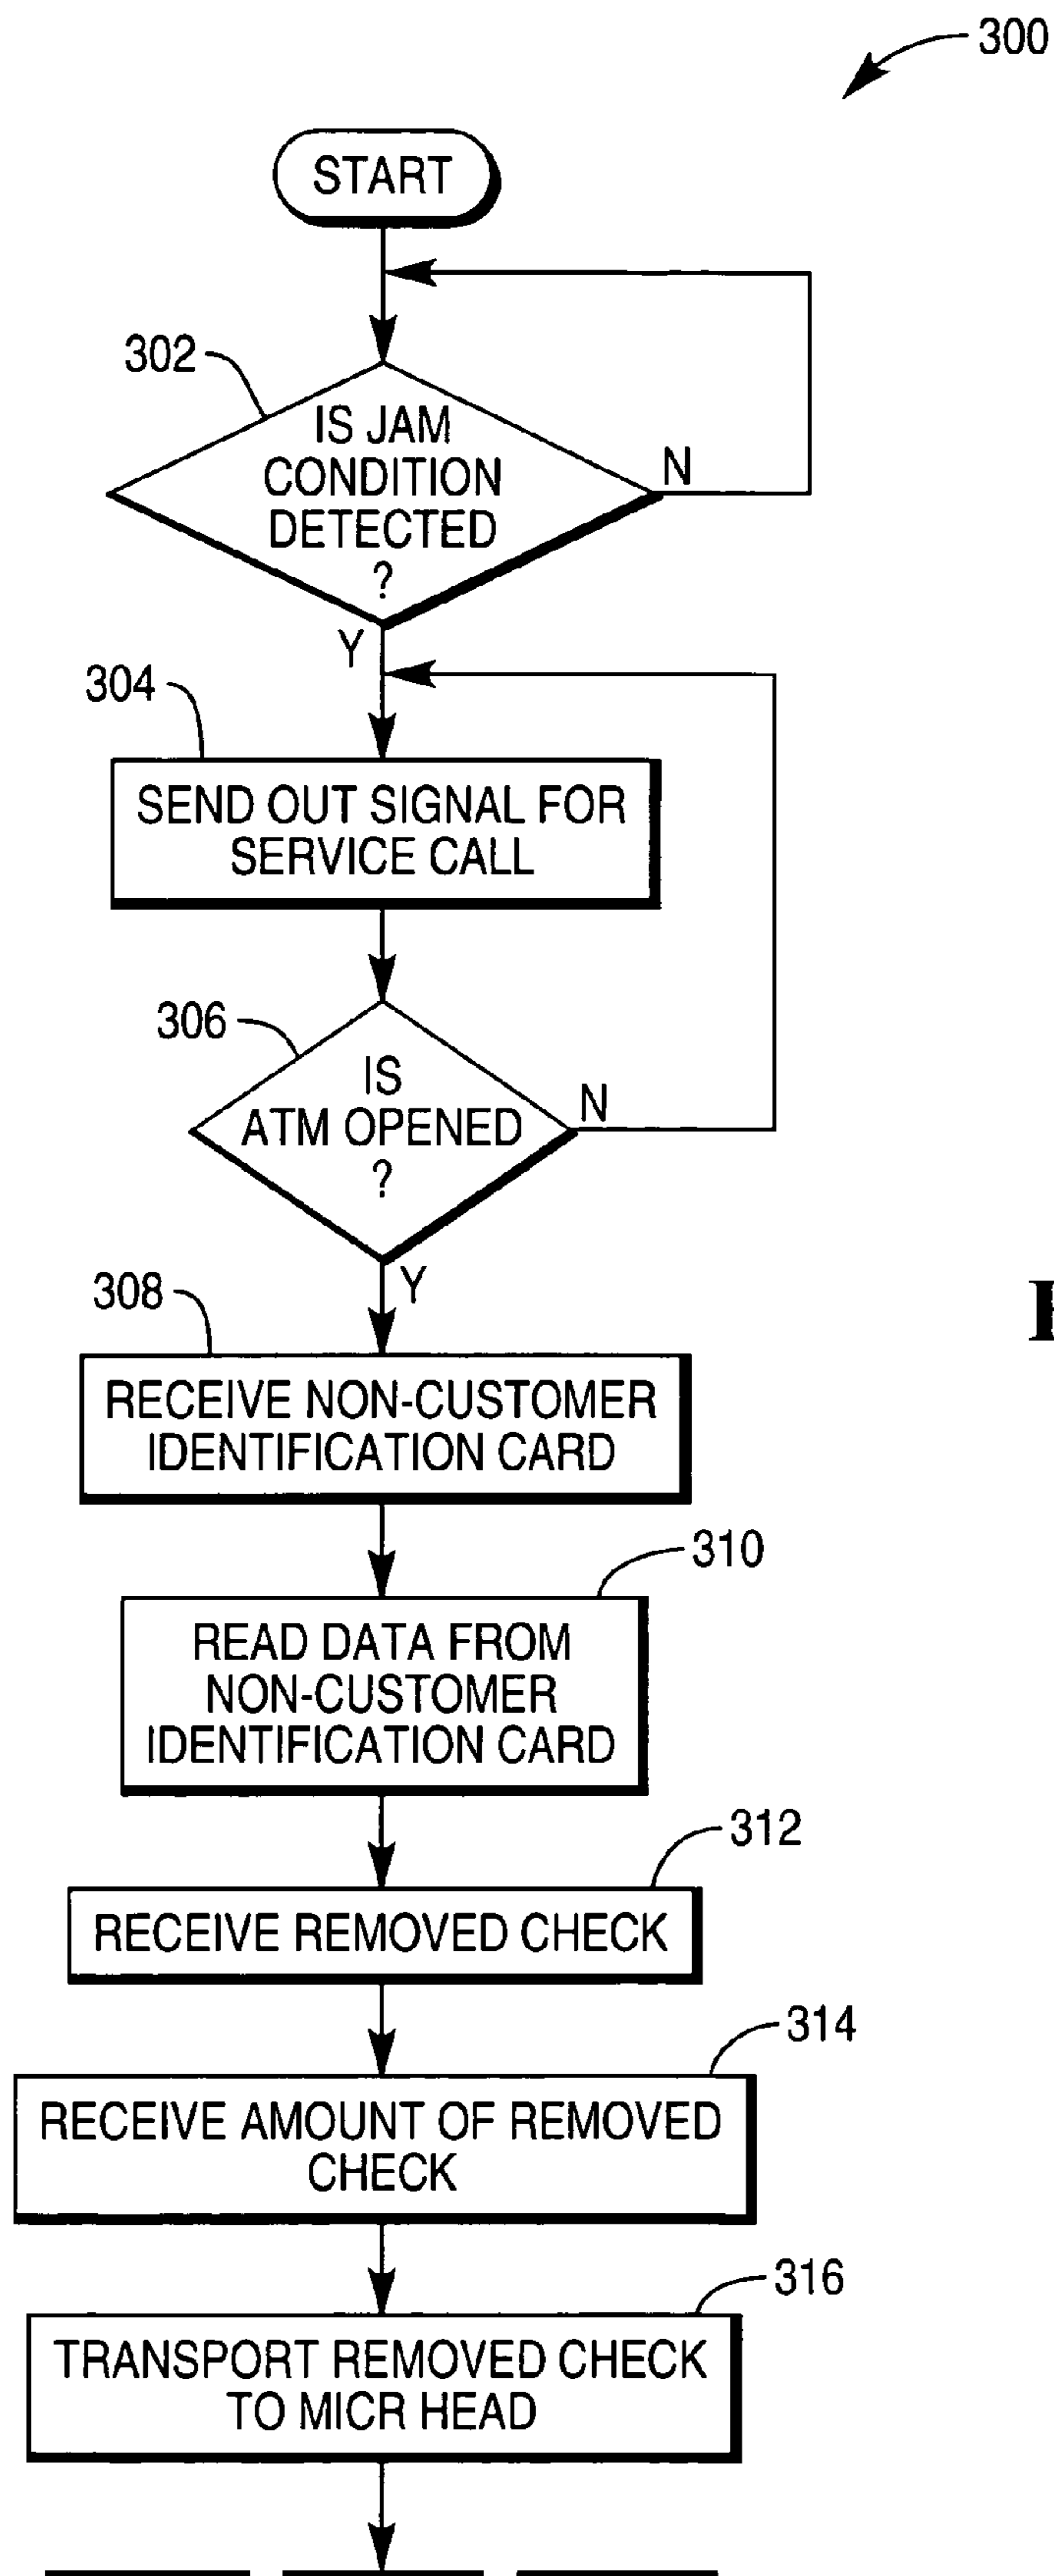 300
START
302
IS JAM
CONDITION
DETECTED
?
N
Y
304
SEND OUT SIGNAL FOR
SERVICE CALL
306
IS
ATM OPENED
?
N
Y
308
RECEIVE NON-CUSTOMER
IDENTIFICATION CARD
310
READ DATA FROM
NON-CUSTOMER
IDENTIFICATION CARD
312
RECEIVE REMOVED CHECK
314
RECEIVE AMOUNT OF REMOVED
CHECK
316
TRANSPORT REMOVED CHECK
TO MICR HEAD